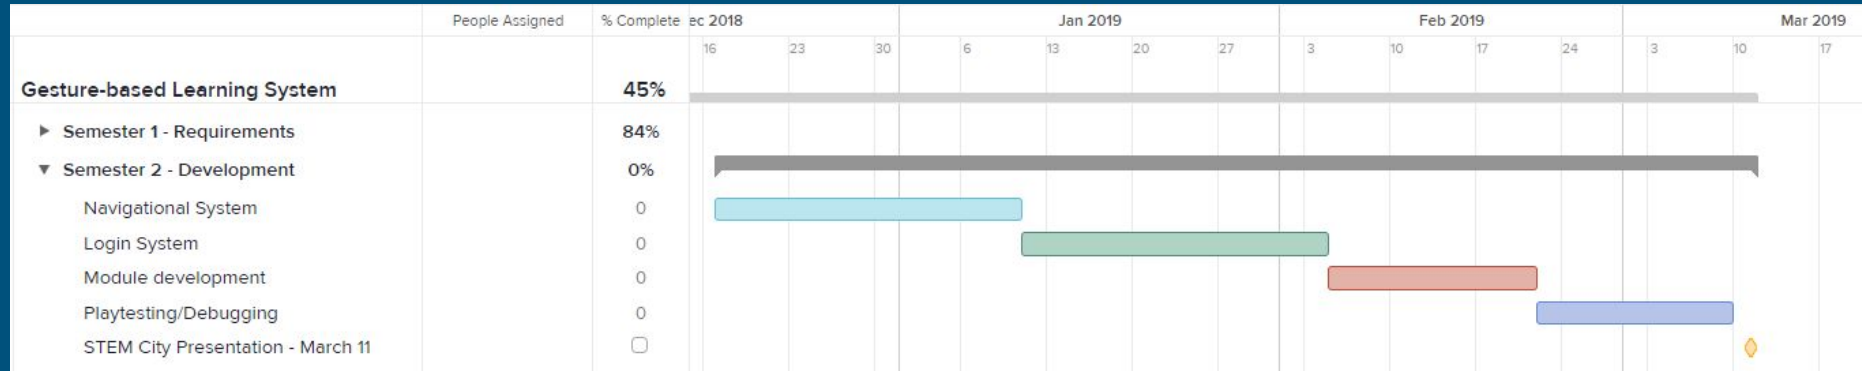 People Assigned % Complete ec 2018 Jan 2019 Feb 2019 Mar 2019
16 23 30 6 13 20 27 3 10 17 24 3 10 17
Gesture-based Learning System 45%
Semester 1 - Requirements 84%
Semester 2 - Development 0%
Navigational System 0
Login System 0
Module development 0
Playtesting/Debugging 0
STEM City Presentation - March 11